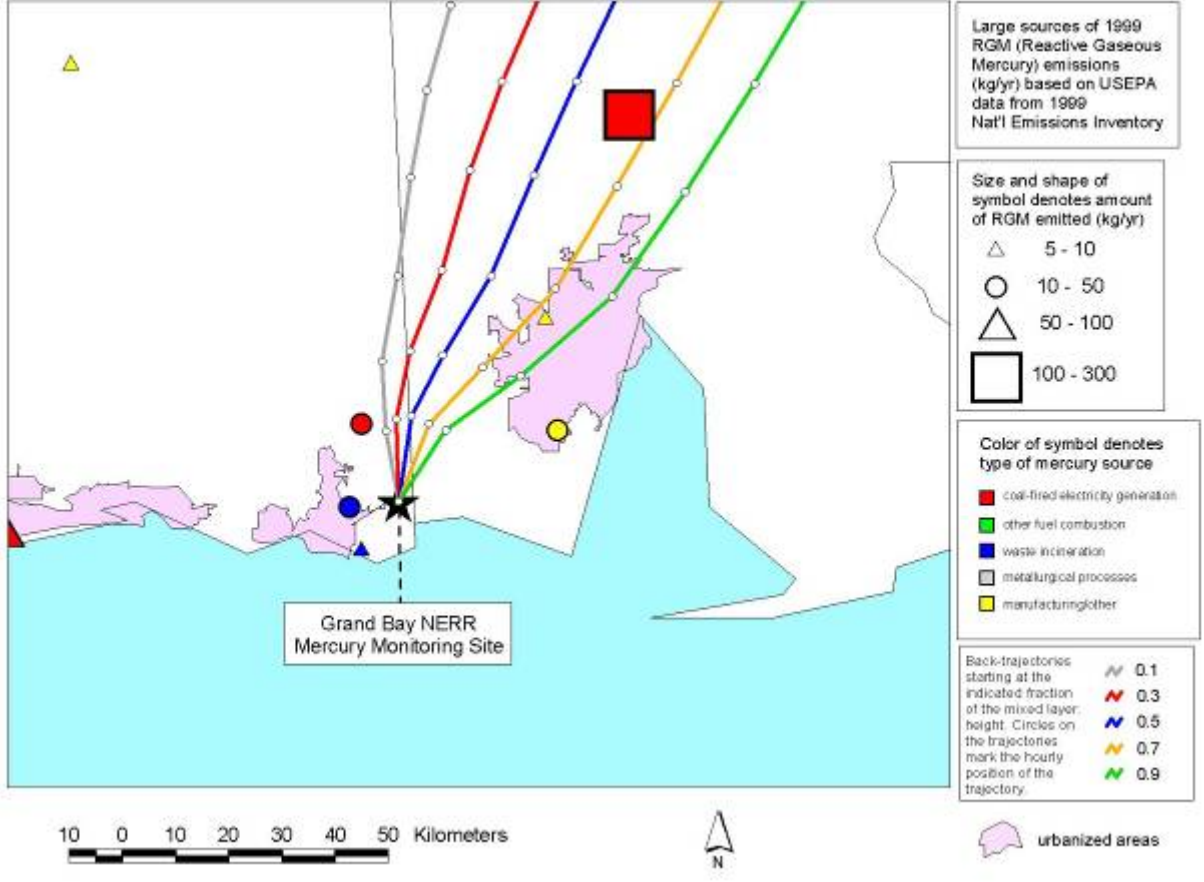 Large sources of 1999
RGM (Reactive Gaseous
Mercury) emissions
(kg/yr) based on USEPA
data from 1999
Nat'l Emissions Inventory
Size and shape of
symbol denotes amount
of RGM emitted (kg/yr)
5 - 10
10 - 50
50 - 100
100 - 300
Color of symbol denotes
type of mercury source
coal-fired electricity generation
other fuel combustion
waste incineration
metallurgical processes
manufacturing/other
Grand Bay NERR
Mercury Monitoring Site
Back-trajectories
starting at the
indicated fraction
of the mixed layer
height. Circles on
the trajectories
mark the hourly
position of the
trajectory.
0.1
0.3
0.5
0.7
0.9
10 0 10 20 30 40 50 Kilometers
N
urbanized areas